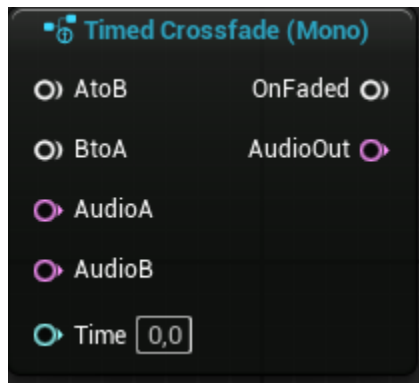 Timed Crossfade (Mono)
AtoB OnFaded
BtoA AudioOut
AudioA
AudioB
Time 0,0